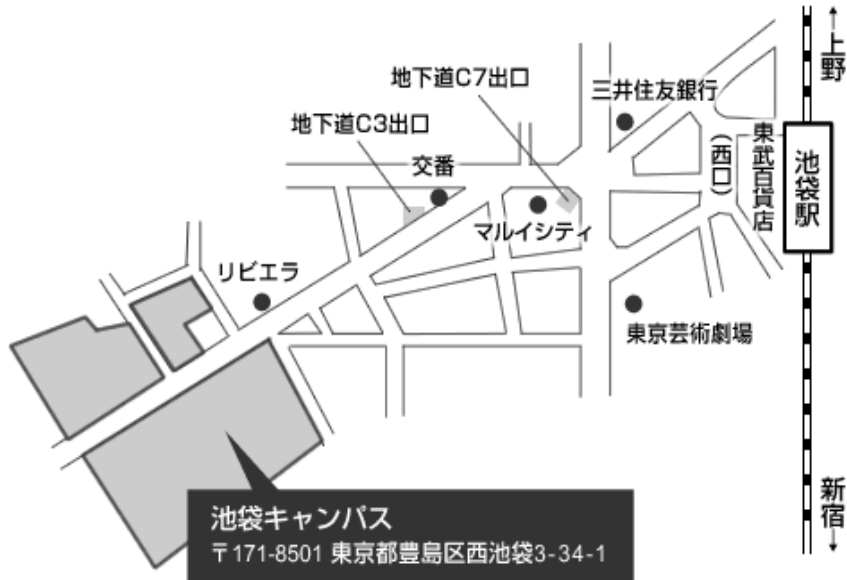 ↑上野
地下道C7出口
三井住友銀行
地下道C3出口
東武百貨店
(西口)
池袋駅
交番
マルイシティ
リビエラ
東京芸術劇場
新宿↓
池袋キャンパス
〒171-8501 東京都豊島区西池袋3-34-1